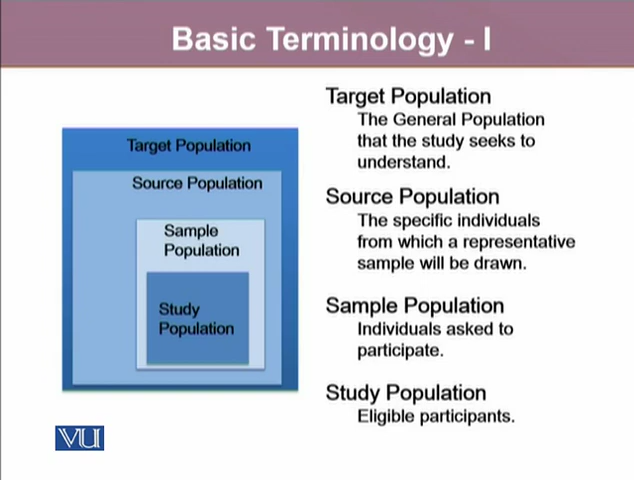 Basic Terminology - I
Target Population
Source Population
Sample
Population
Study
Population
Target Population
The General Population
that the study seeks to
understand.
Source Population
The specific individuals
from which a representative
sample will be drawn.
Sample Population
Individuals asked to
participate.
Study Population
Eligible participants.
VU